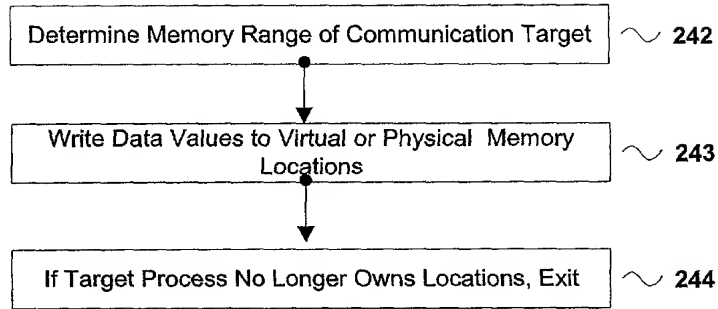 Determine Memory Range of Communication Target 242
Write Data Values to Virtual or Physical Memory
Locations 243
If Target Process No Longer Owns Locations, Exit 244